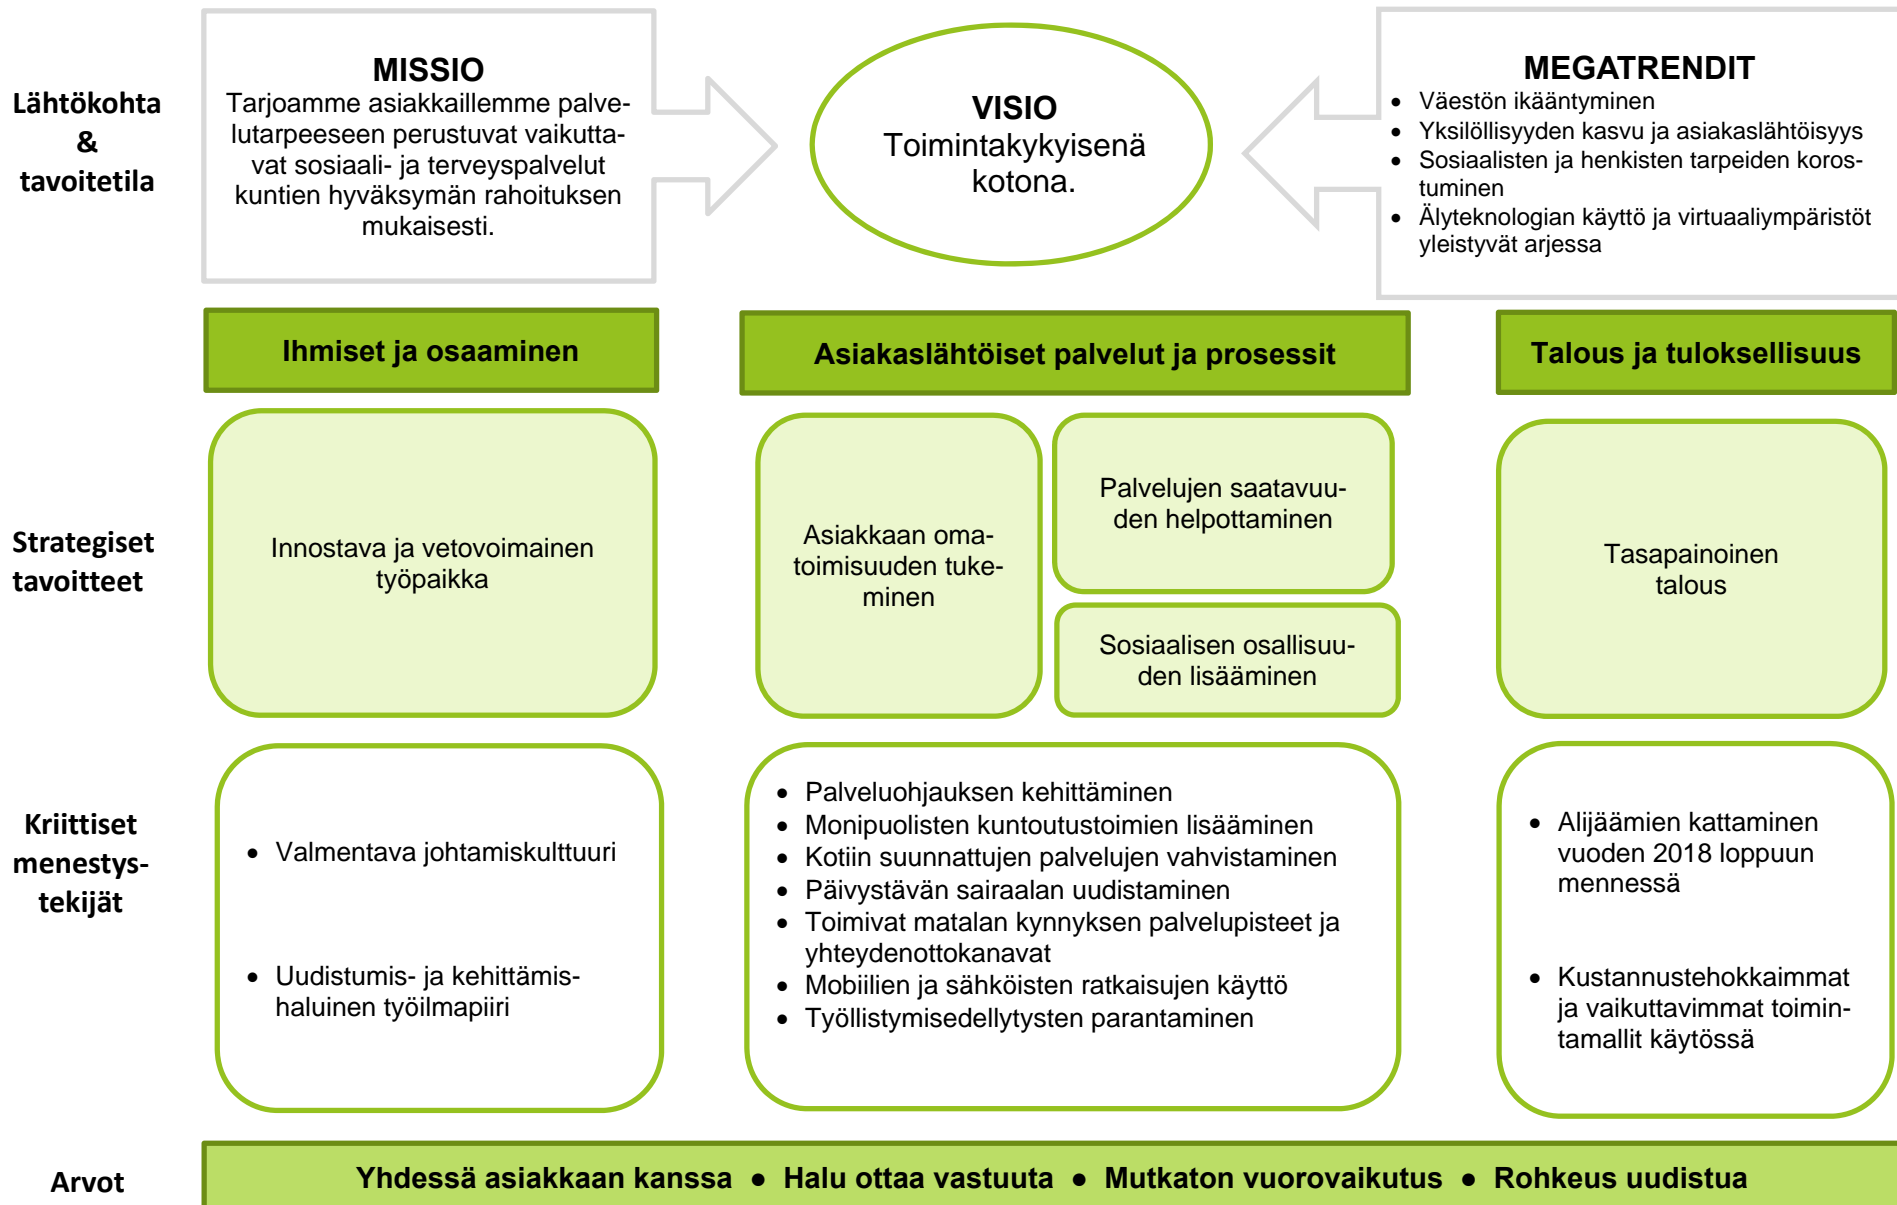 Lähtökohta
&
tavoitetila
MISSIO
Tarjoamme asiakkaillemme palve-
lutarpeeseen perustuvat vaikutta-
vat sosiaali- ja terveyspalvelut
kuntien hyväksymän rahoituksen
mukaisesti.
VISIO
Toimintakykyisenä
kotona.
MEGATRENDIT
• Väestön ikääntyminen
• Yksilöllisyyden kasvu ja asiakaslähtöisyys
• Sosiaalisten ja henkisten tarpeiden koros-
tuminen
• Älyteknologian käyttö ja virtuaaliympäristöt
yleistyvät arjessa
Ihmiset ja osaaminen
Asiakaslähtöiset palvelut ja prosessit
Talous ja tuloksellisuus
Strategiset
tavoitteet
Innostava ja vetovoimainen
työpaikka
Asiakkaan oma-
toimisuuden tuke-
minen
Palvelujen saatavuu-
den helpottaminen
Sosiaalisen osallisuu-
den lisääminen
Tasapainoinen
talous
Kriittiset
menestys-
tekijät
• Valmentava johtamiskulttuuri
• Uudistumis- ja kehittämis-
haluinen työilmapiiri
• Palveluohjauksen kehittäminen
• Monipuolisten kuntoutustoimien lisääminen
• Kotiin suunnattujen palvelujen vahvistaminen
• Päivystävän sairaalan uudistaminen
• Toimivat matalan kynnyksen palvelupisteet ja
yhteydenottokanavat
• Mobiilien ja sähköisten ratkaisujen käyttö
• Työllistymisedellytysten parantaminen
• Alijäämien kattaminen
vuoden 2018 loppuun
mennessä
• Kustannustehokkaimmat
ja vaikuttavimmat toimin-
tamallit käytössä
Arvot
Yhdessä asiakkaan kanssa ● Halu ottaa vastuuta ● Mutkaton vuorovaikutus ● Rohkeus uudistua